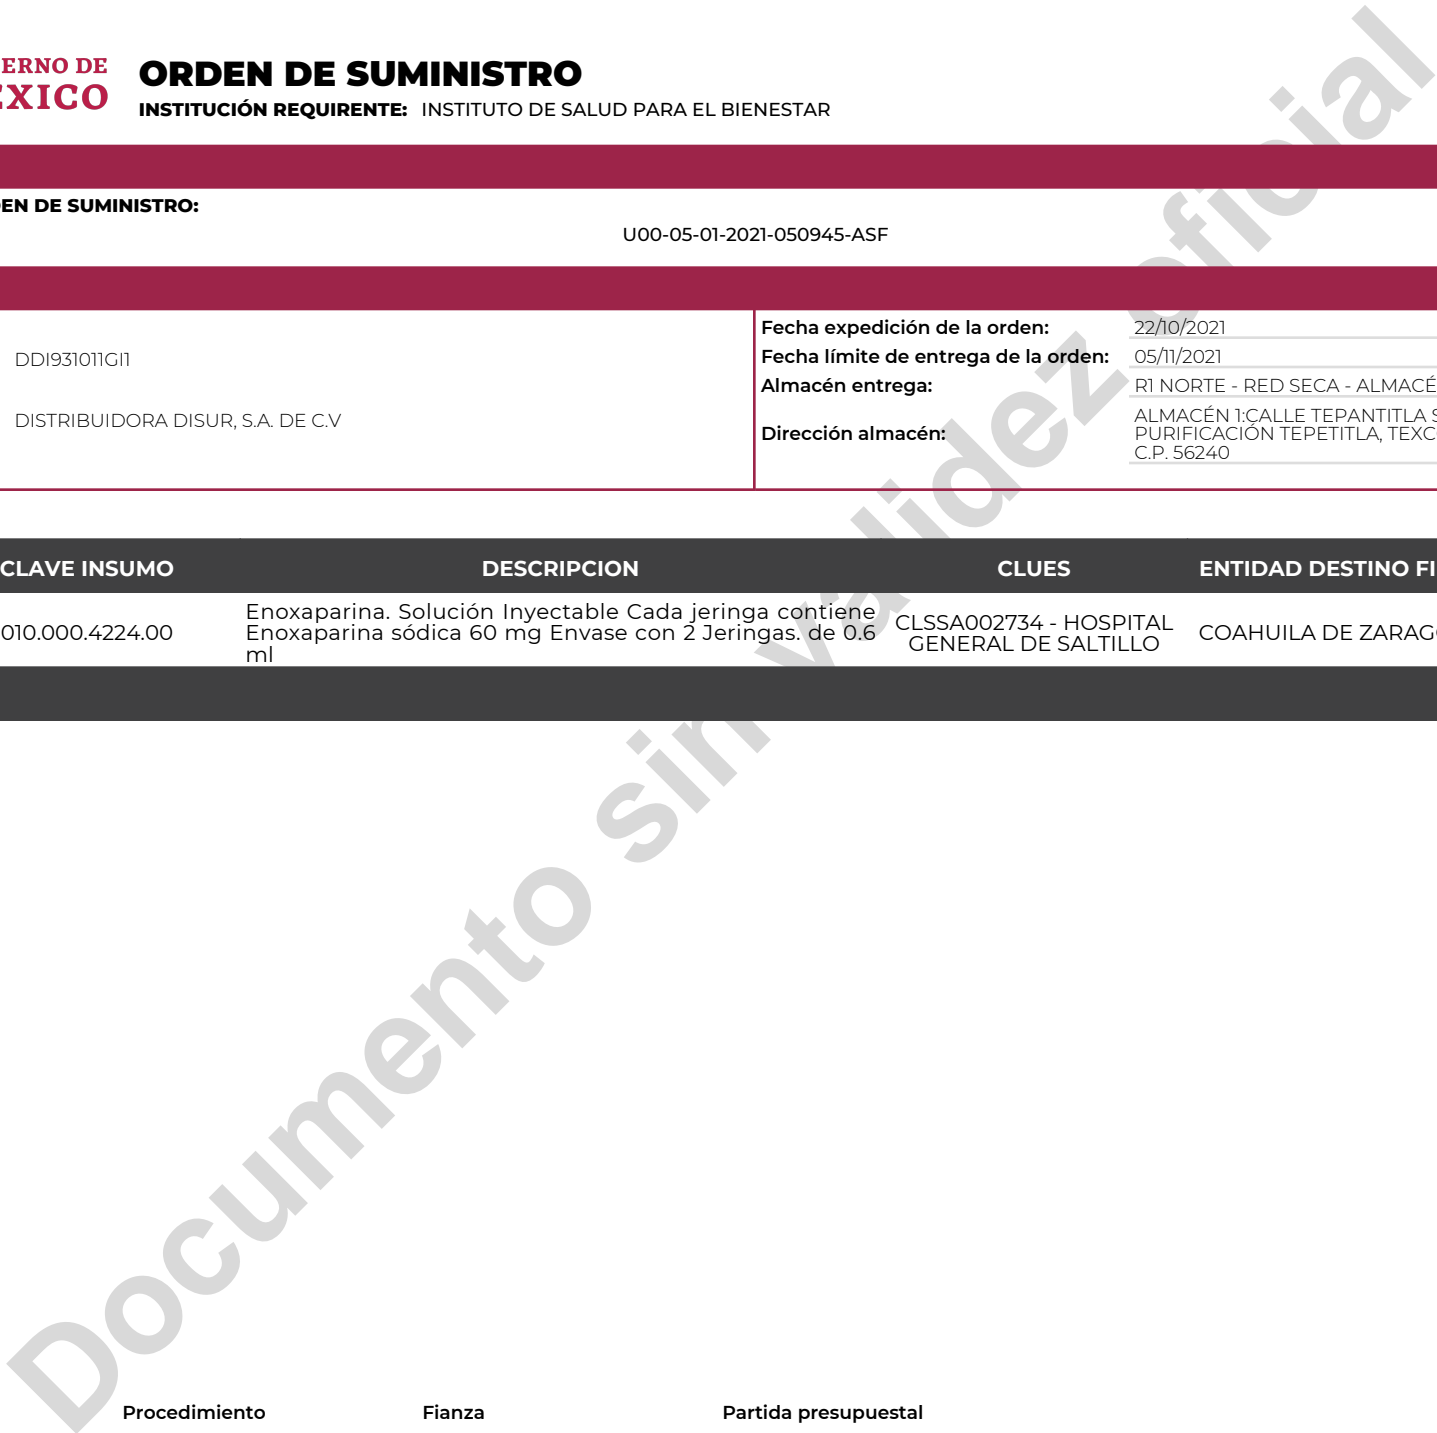 ERNO DE
ÉXICO
ORDEN DE SUMINISTRO
INSTITUCIÓN REQUIRENTE: INSTITUTO DE SALUD PARA EL BIENESTAR
EN DE SUMINISTRO:
U00-05-01-2021-050945-ASF
DDI931011GI1
DISTRIBUIDORA DISUR, S.A. DE C.V
Fecha expedición de la orden: 22/10/2021
Fecha límite de entrega de la orden: 05/11/2021
Almacén entrega: R1 NORTE - RED SECA - ALMACÉ
Dirección almacén:
ALMACÉN 1:CALLE TEPANTITLA S
PURIFICACIÓN TEPETITLA, TEXC
C.P. 56240
CLAVE INSUMO DESCRIPCION CLUES ENTIDAD DESTINO FI
010.000.4224.00
Enoxaparina. Solución Inyectable Cada jeringa contiene
Enoxaparina sódica 60 mg Envase con 2 Jeringas. de 0.6
ml
CLSSA002734 - HOSPITAL
GENERAL DE SALTILLO
COAHUILA DE ZARAG
Documento sin validez oficial
Procedimiento Fianza Partida presupuestal